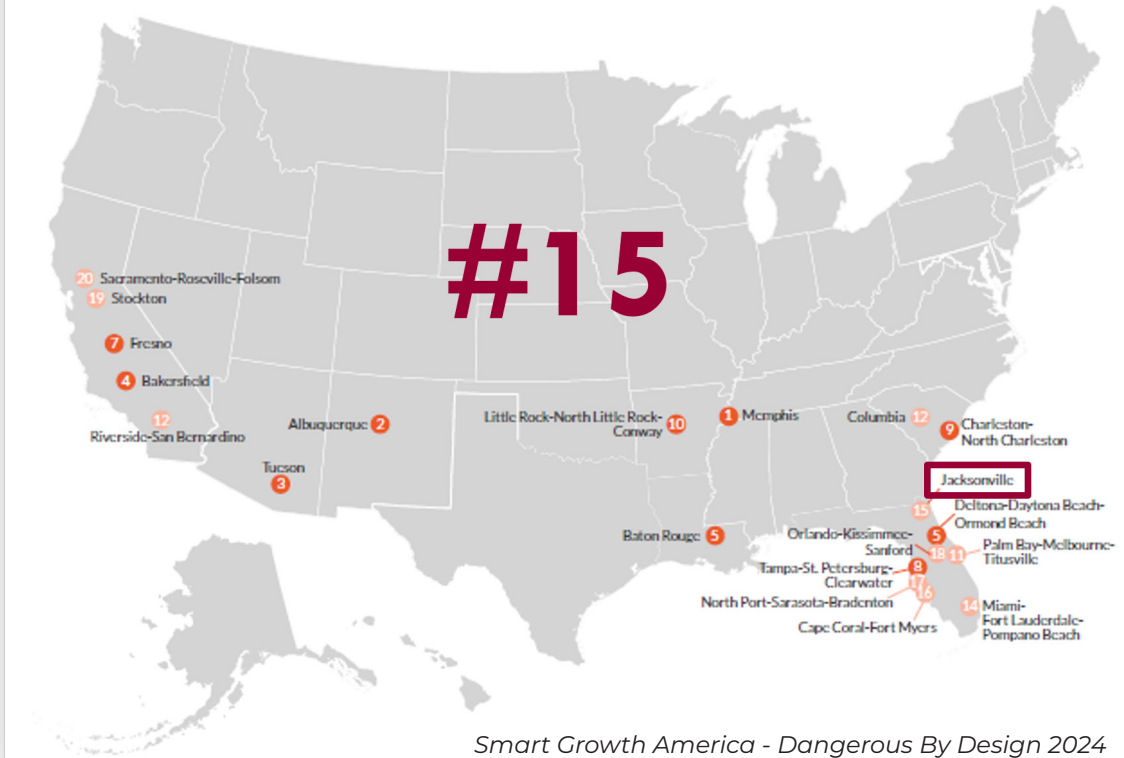 #15
20 Sacramento-Roseville-Folsom
19 Stockton
7 Fresno
4 Bakersfield
12
Riverside-San Bernardino
Albuquerque 2
Tucson
3
Little Rock-North Little Rock-
Conway 10
1 Memphis
Columbia 12
9 Charleston-
North Charleston
Jacksonville
15
Deltona-Daytona Beach-
Ormond Beach
5
Baton Rouge 5
Orlando-Kissimmee-
Sanford
18
11 Palm Bay-Melbourne-
Titusville
Tampa-St. Petersburg-
Clearwater
8
17
North Port-Sarasota-Bradenton
16
Cape Coral-Fort Myers
14 Miami-
Fort Lauderdale-
Pompano Beach
Smart Growth America - Dangerous By Design 2024